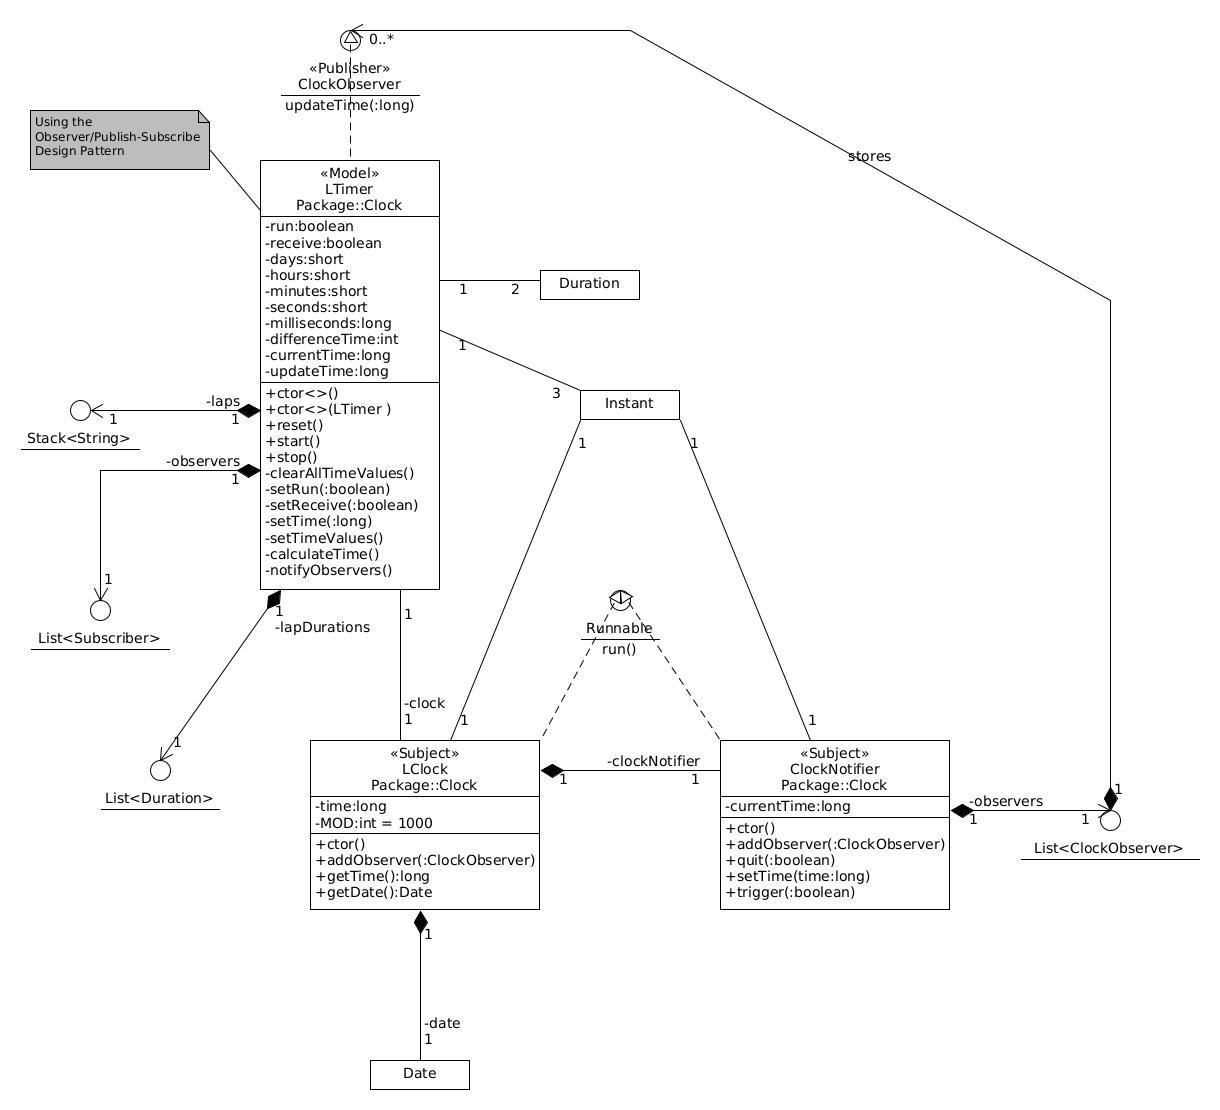 0..*
«Publisher»
ClockObserver
updateTime(:long)
Using the
Observer/Publish-Subscribe
Design Pattern
stores
«Model»
LTimer
Package::Clock
-run:boolean
-receive:boolean
-days:short
-hours:short
-minutes:short
-seconds:short
-milliseconds:long
-differenceTime:int
-currentTime:long
-updateTime:long
+ctor<>()
+ctor<>(LTimer )
+reset()
+start()
+stop()
-clearAllTimeValues()
-setRun(:boolean)
-setReceive(:boolean)
-setTime(:long)
-setTimeValues()
-calculateTime()
-notifyObservers()
1
2
Duration
1
3
Instant
-laps
1
1
Stack<String>
-observers
1
1
List<Subscriber>
1
-lapDurations
1
List<Duration>
1
-clock
1
1
1
1
1
Runnable
run()
«Subject»
LClock
Package::Clock
-time:long
-MOD:int = 1000
+ctor()
+addObserver(:ClockObserver)
+getTime():long
+getDate():Date
-clockNotifier
1
1
«Subject»
ClockNotifier
Package::Clock
-currentTime:long
+ctor()
+addObserver(:ClockObserver)
+quit(:boolean)
+setTime(time:long)
+trigger(:boolean)
-observers
1
1
1
List<ClockObserver>
1
-date
1
Date